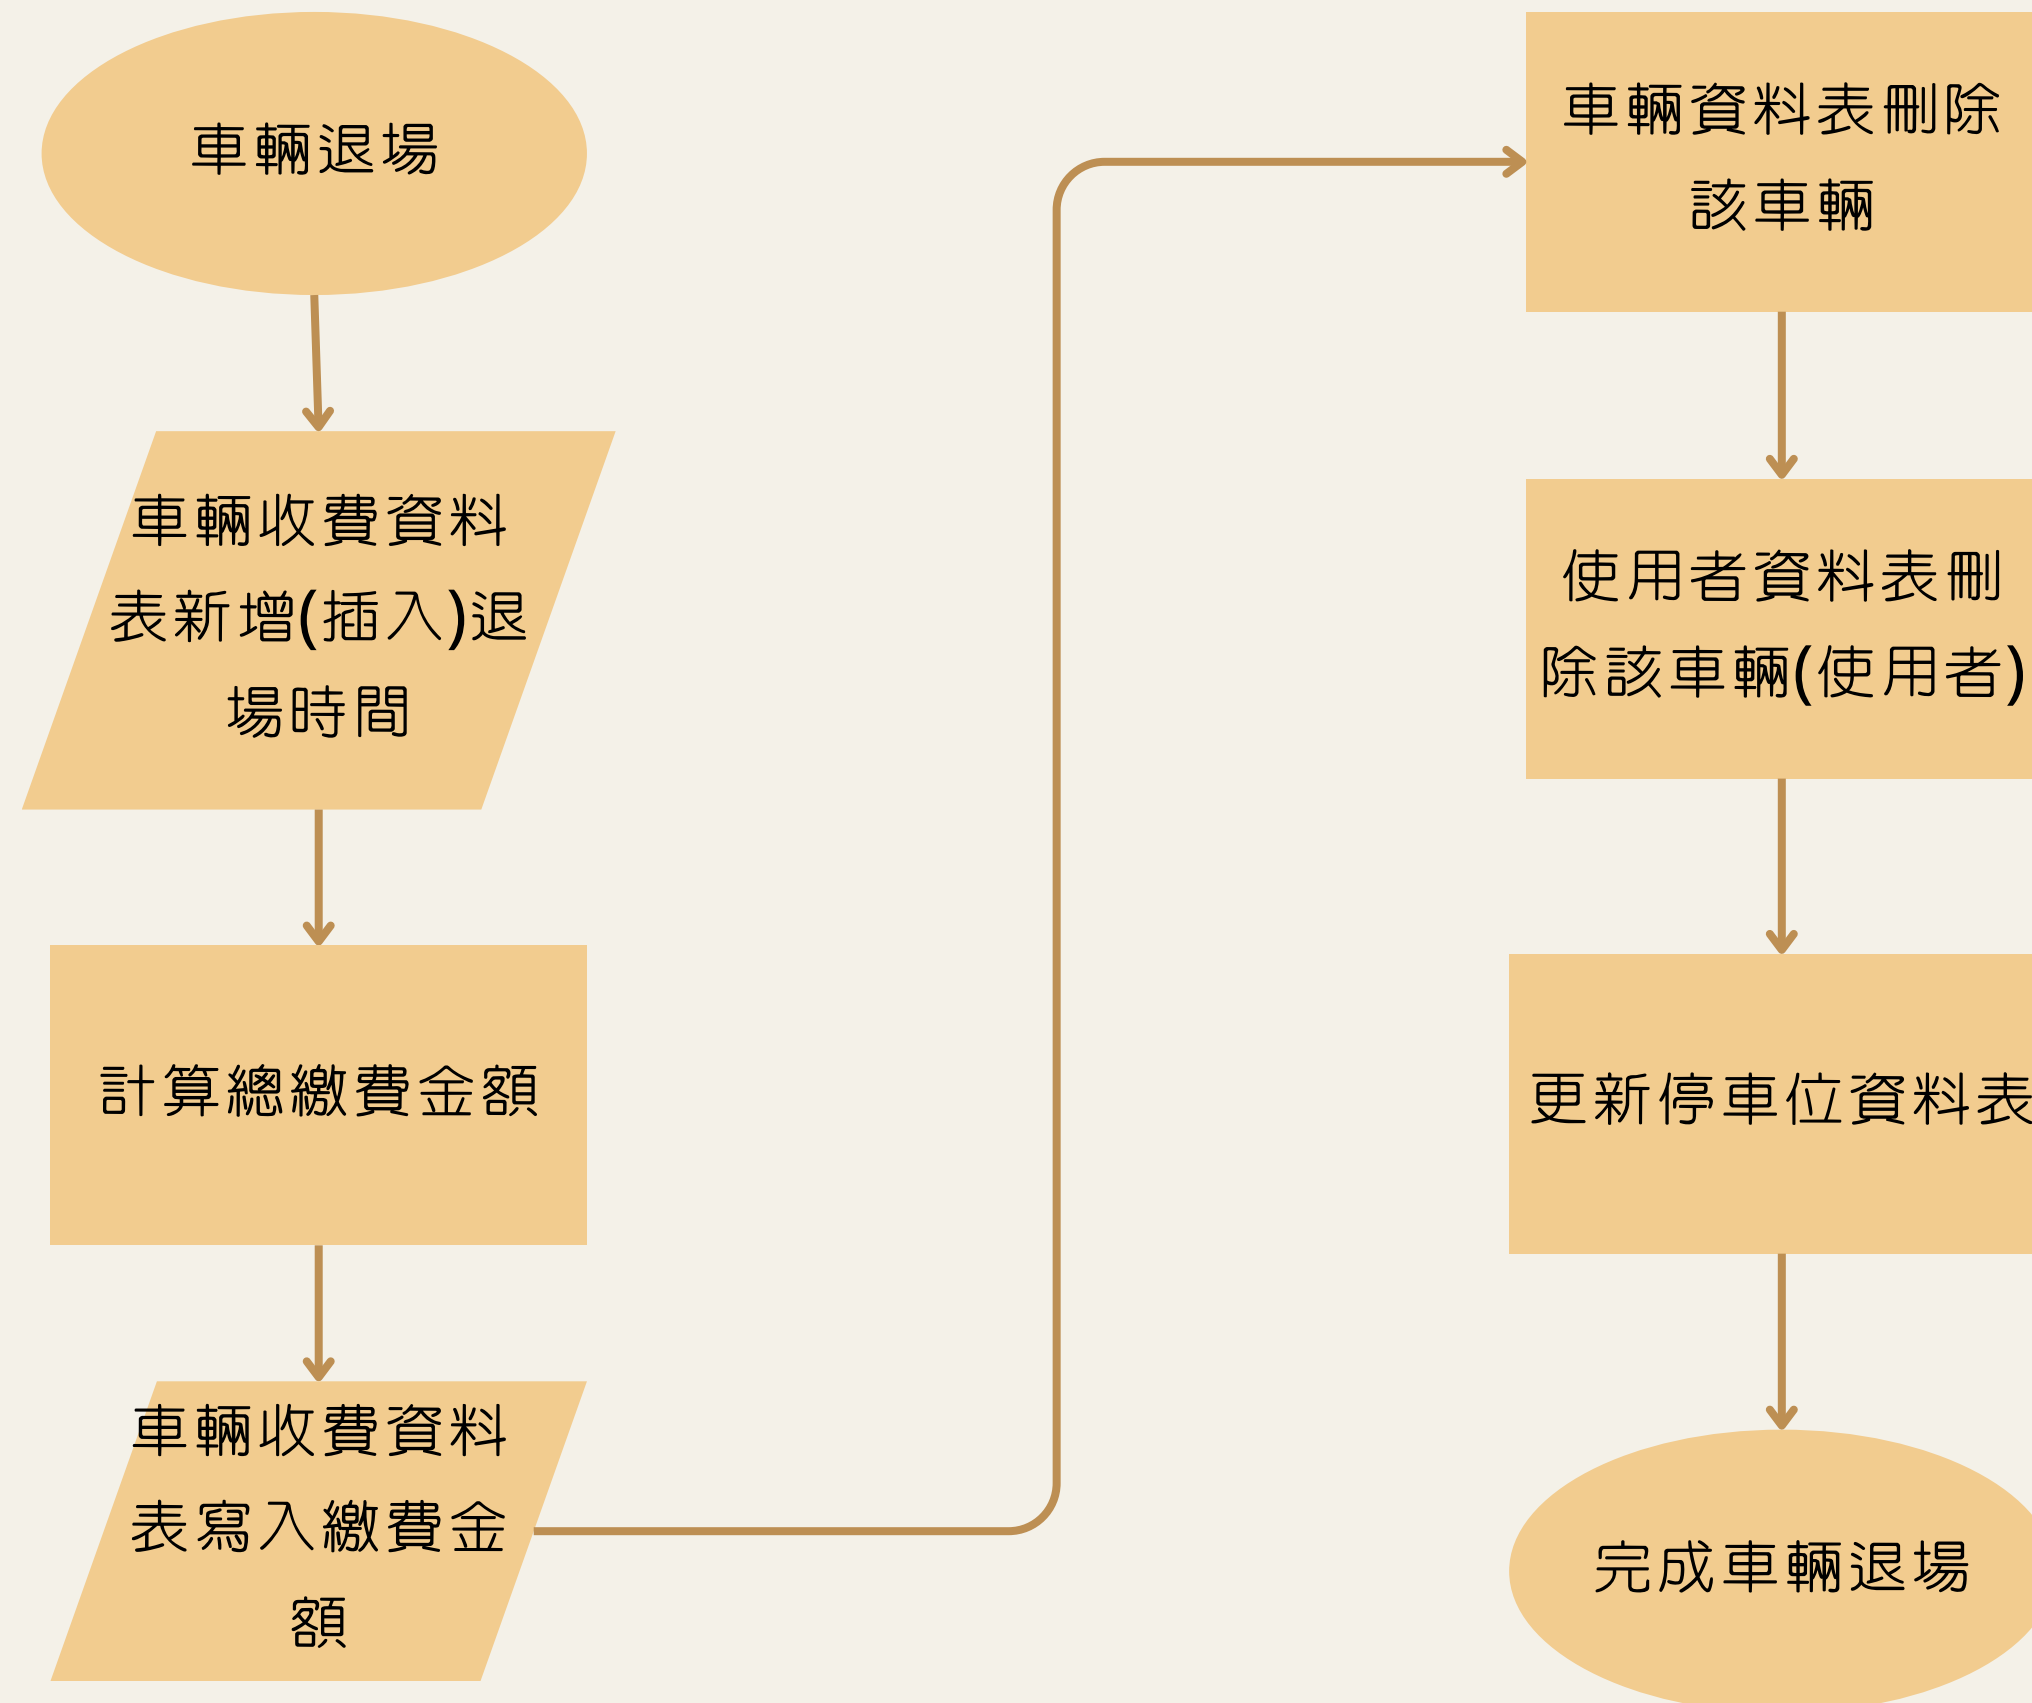 車輛退場
車輛收費資料
表新增(插入)退
場時間
計算總繳費金額
車輛收費資料
表寫入繳費金
額
車輛資料表刪除
該車輛
使用者資料表刪
除該車輛(使用者)
更新停車位資料表
完成車輛退場